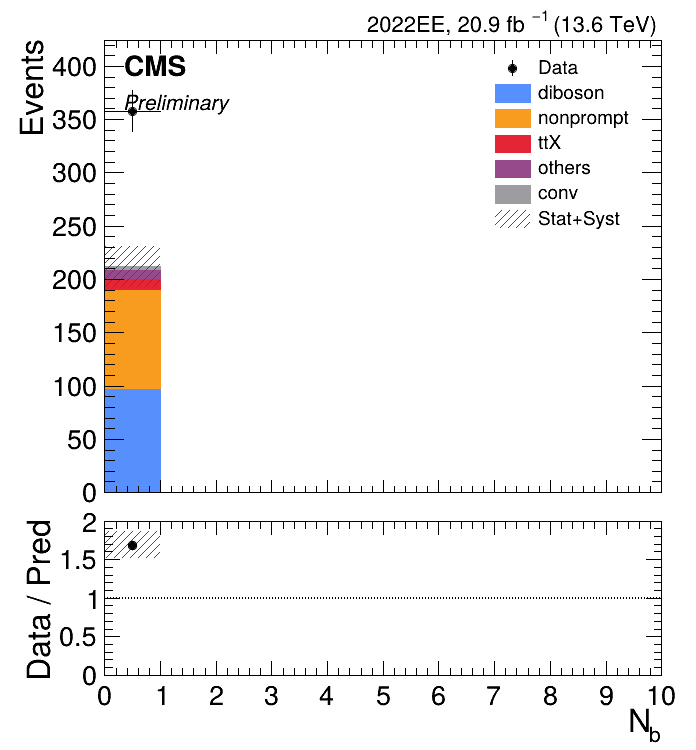 2022EE, 20.9 fb⁻¹ (13.6 TeV)
CMS
Preliminary
Events
400
350
300
250
200
150
100
50
0
Data
diboson
nonprompt
ttX
others
conv
Stat+Syst
Data / Pred
2
1.5
1
0.5
0
0 1 2 3 4 5 6 7 8 9 10
N_b